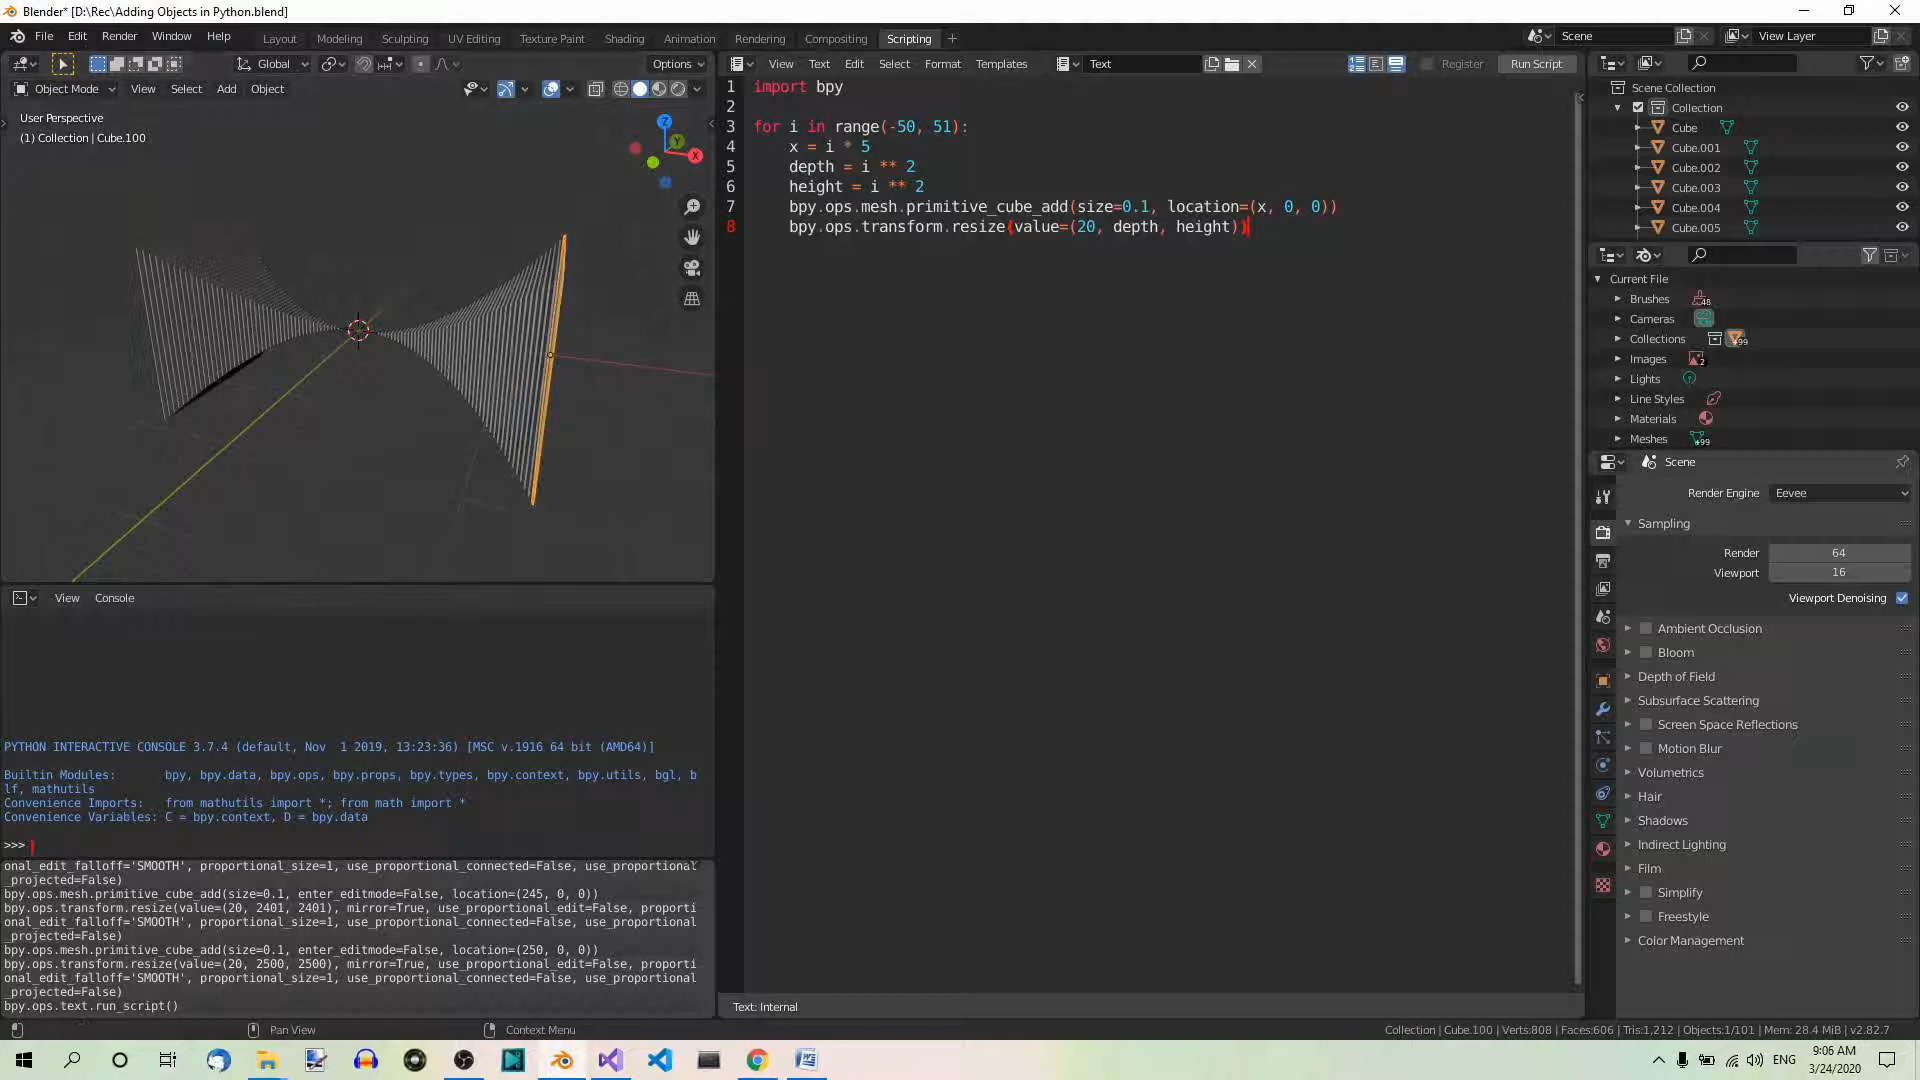 Blender* [D:\Rec\Adding Objects in Python.blend]
File Edit Render Window Help
Layout Modeling Sculpting UV Editing Texture Paint Shading Animation Rendering Compositing Scripting +
Scene
View Layer
Global
Options
Object Mode View Select Add Object
User Perspective
(1) Collection | Cube.100
Z
Y
X
View Text Edit Select Format Templates
Text
Register
Run Script
1 import bpy
2
3 for i in range(-50, 51):
4 x = i * 5
5 depth = i ** 2
6 height = i ** 2
7 bpy.ops.mesh.primitive_cube_add(size=0.1, location=(x, 0, 0))
8 bpy.ops.transform.resize(value=(20, depth, height))
Text: Internal
Scene Collection
Collection
Cube
Cube.001
Cube.002
Cube.003
Cube.004
Cube.005
Current File
Brushes 48
Cameras
Collections +99
Images 2
Lights
Line Styles
Materials
Meshes +99
Scene
Render Engine Eevee
Sampling
Render 64
Viewport 16
Viewport Denoising
Ambient Occlusion
Bloom
Depth of Field
Subsurface Scattering
Screen Space Reflections
Motion Blur
Volumetrics
Hair
Shadows
Indirect Lighting
Film
Simplify
Freestyle
Color Management
View Console
PYTHON INTERACTIVE CONSOLE 3.7.4 (default, Nov  1 2019, 13:23:36) [MSC v.1916 64 bit (AMD64)]
Builtin Modules: bpy, bpy.data, bpy.ops, bpy.props, bpy.types, bpy.context, bpy.utils, bgl, b
lf, mathutils
Convenience Imports: from mathutils import *; from math import *
Convenience Variables: C = bpy.context, D = bpy.data
>>>
onal_edit_falloff='SMOOTH', proportional_size=1, use_proportional_connected=False, use_proportional
_projected=False)
bpy.ops.mesh.primitive_cube_add(size=0.1, enter_editmode=False, location=(245, 0, 0))
bpy.ops.transform.resize(value=(20, 2401, 2401), mirror=True, use_proportional_edit=False, proporti
onal_edit_falloff='SMOOTH', proportional_size=1, use_proportional_connected=False, use_proportional
_projected=False)
bpy.ops.mesh.primitive_cube_add(size=0.1, enter_editmode=False, location=(250, 0, 0))
bpy.ops.transform.resize(value=(20, 2500, 2500), mirror=True, use_proportional_edit=False, proporti
onal_edit_falloff='SMOOTH', proportional_size=1, use_proportional_connected=False, use_proportional
_projected=False)
bpy.ops.text.run_script()
Pan View
Context Menu
Collection | Cube.100 | Verts:808 | Faces:606 | Tris:1,212 | Objects:1/101 | Mem: 28.4 MiB | v2.82.7
ENG
9:06 AM
3/24/2020